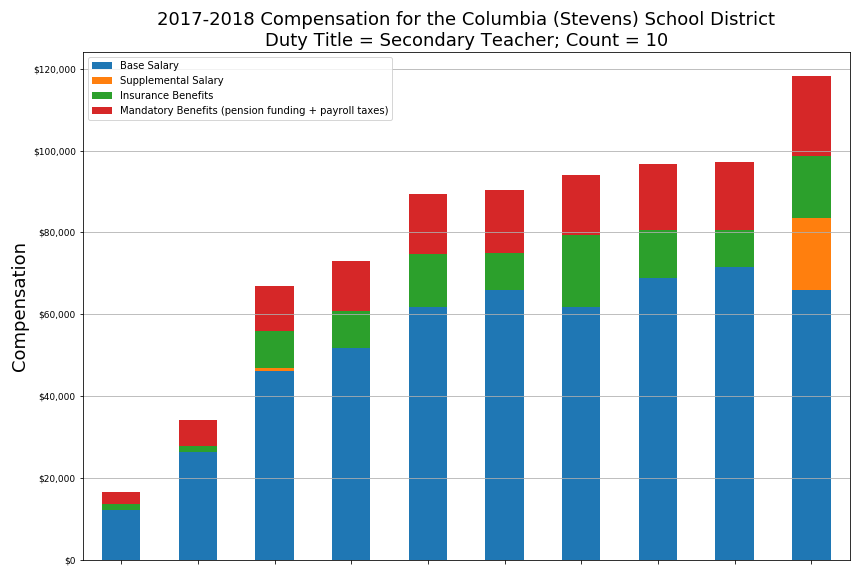 2017-2018 Compensation for the Columbia (Stevens) School District
Duty Title = Secondary Teacher; Count = 10
Base Salary
Supplemental Salary
Insurance Benefits
Mandatory Benefits (pension funding + payroll taxes)
Compensation
$120,000
$100,000
$80,000
$60,000
$40,000
$20,000
$0